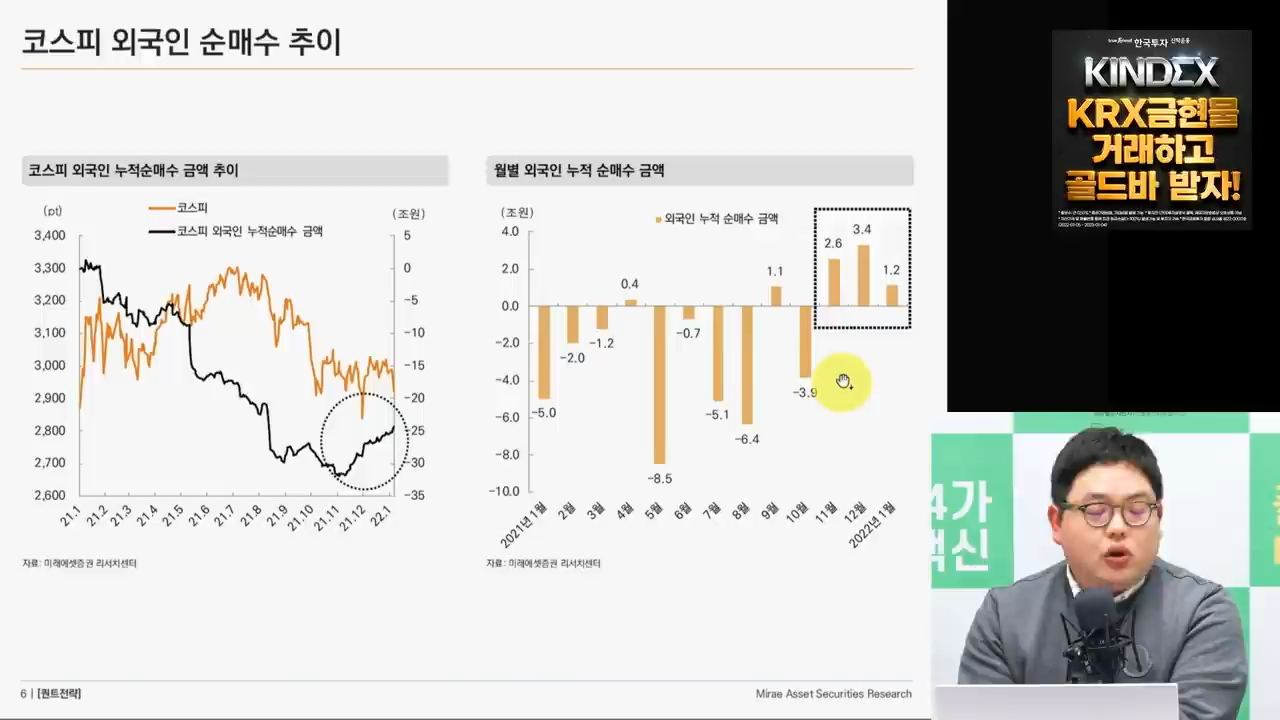 코스피 외국인 순매수 추이
코스피 외국인 누적순매수 금액 추이
(pt)
코스피
(조원)
코스피 외국인 누적순매수 금액
3,400
3,300
3,200
3,100
3,000
2,900
2,800
2,700
2,600
5
0
-5
-10
-15
-20
-25
-30
-35
21.1
21.2
21.3
21.4
21.5
21.6
21.7
21.8
21.9
21.10
21.11
21.12
22.1
자료: 미래에셋증권 리서치센터
월별 외국인 누적 순매수 금액
(조원)
외국인 누적 순매수 금액
4.0
2.0
0.0
-2.0
-4.0
-6.0
-8.0
-10.0
-5.0
-2.0
-1.2
0.4
-8.5
-0.7
-5.1
-6.4
1.1
-3.9
2.6
3.4
1.2
2021년 1월
2월
3월
4월
5월
6월
7월
8월
9월
10월
11월
12월
2022년 1월
자료: 미래에셋증권 리서치센터
6 | [퀀트전략]
Mirae Asset Securities Research
한국투자 신탁운용
KINDEX
KRX금현물
거래하고
골드바 받자!
4가
혁신